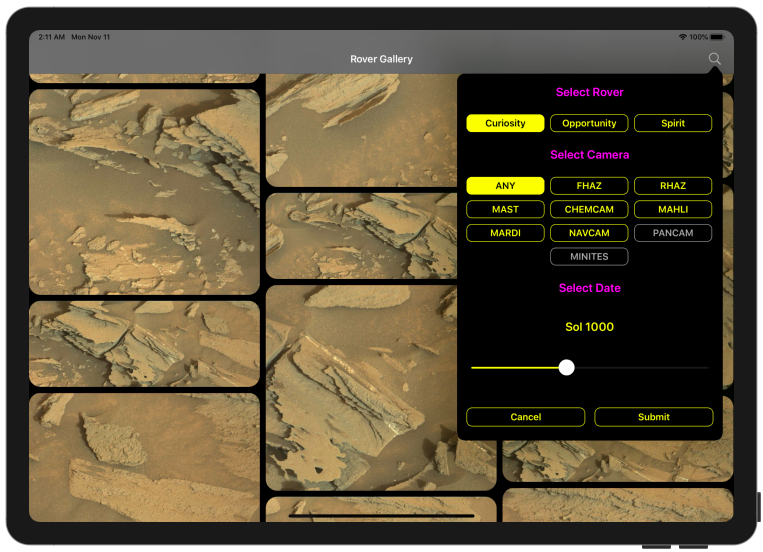 2:11 AM Mon Nov 11
100%
Rover Gallery
Select Rover
Curiosity Opportunity Spirit
Select Camera
ANY FHAZ RHAZ
MAST CHEMCAM MAHLI
MARDI NAVCAM PANCAM
MINITES
Select Date
Sol 1000
Cancel Submit